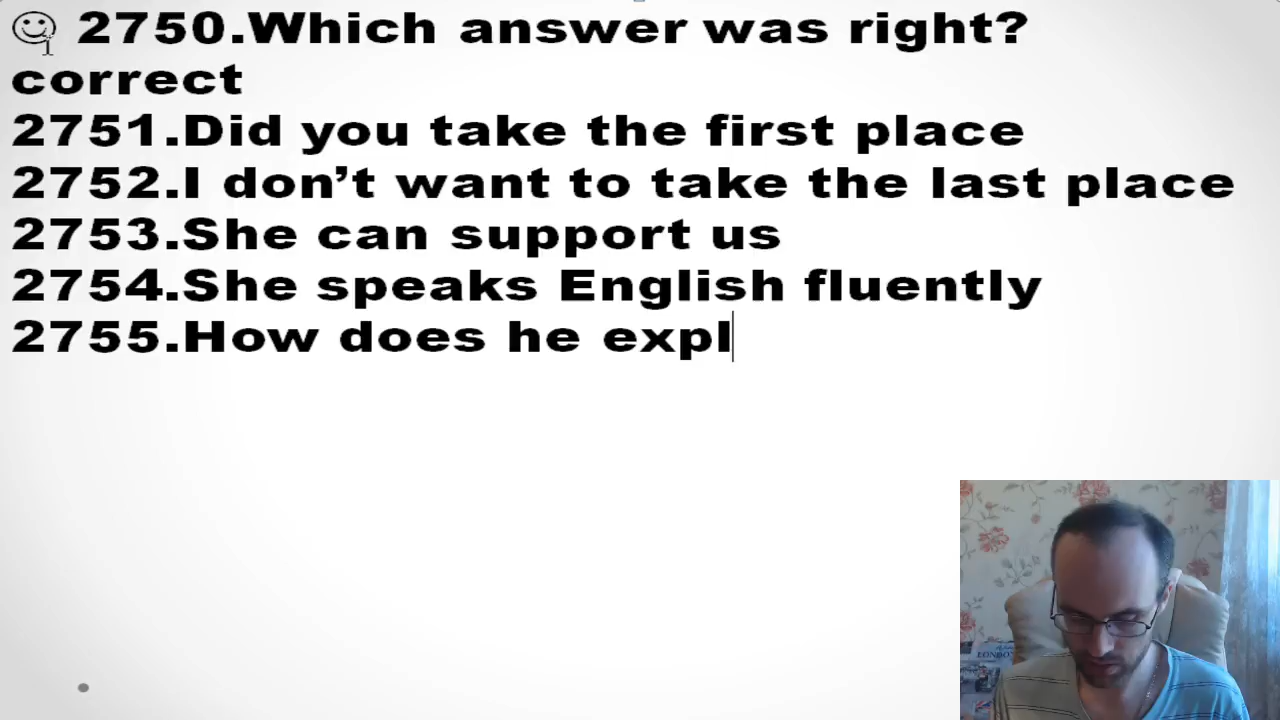 2750.Which answer was right?
correct
2751.Did you take the first place
2752.I don’t want to take the last place
2753.She can support us
2754.She speaks English fluently
2755.How does he expl
LONDON